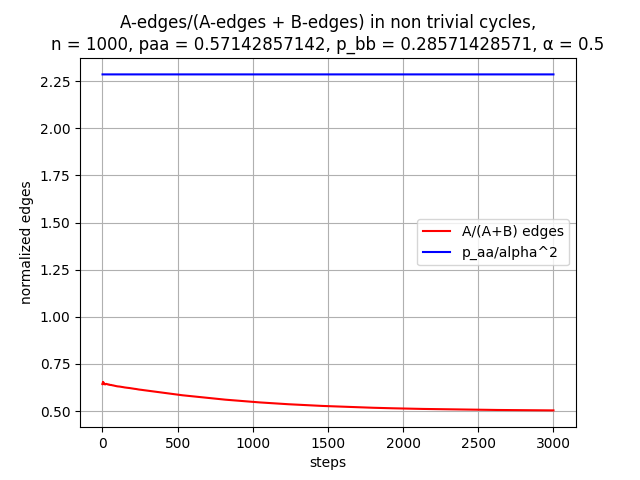 A-edges/(A-edges + B-edges) in non trivial cycles,
n = 1000, paa = 0.57142857142, p_bb = 0.28571428571, α = 0.5
2.25
2.00
1.75
1.50
1.25
1.00
0.75
0.50
normalized edges
A/(A+B) edges
p_aa/alpha^2
0
500
1000
1500
2000
2500
3000
steps